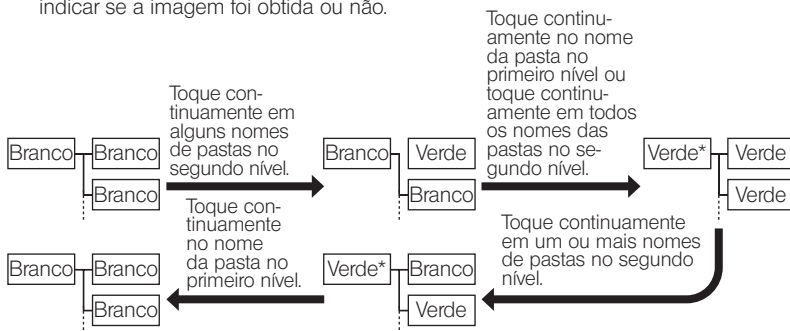 indicar se a imagem foi obtida ou não.
Toque con-
tinuamente em
alguns nomes
de pastas no
segundo nível.
Toque continu-
amente no nome
da pasta no
primeiro nível ou
toque continu-
amente em todos
os nomes das
pastas no se-
gundo nível.
Branco Branco
Branco
Branco Verde
Branco
Verde* Verde
Verde
Toque con-
tinuamente
no nome
da pasta no
primeiro nível.
Toque continuamente
em um ou mais nomes
de pastas no segundo
nível.
Branco Branco
Branco
Verde* Branco
Verde